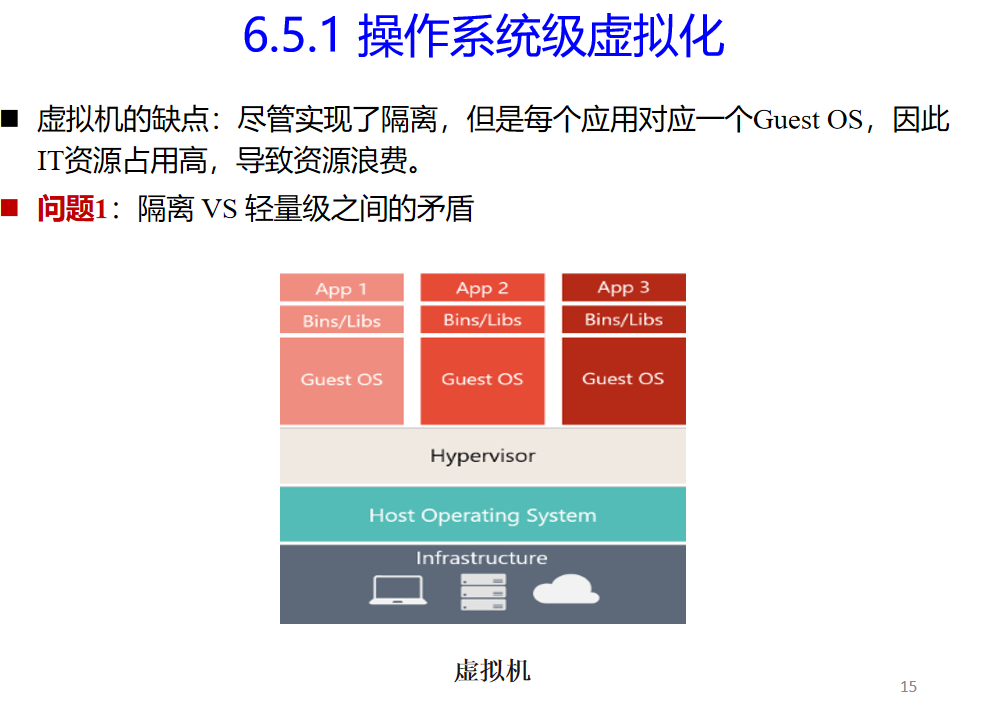 6.5.1 操作系统级虚拟化
虚拟机的缺点：尽管实现了隔离，但是每个应用对应一个Guest OS，因此
IT资源占用高，导致资源浪费。
问题1：隔离 VS 轻量级之间的矛盾
App 1 App 2 App 3
Bins/Libs Bins/Libs Bins/Libs
Guest OS Guest OS Guest OS
Hypervisor
Host Operating System
Infrastructure
虚拟机
15